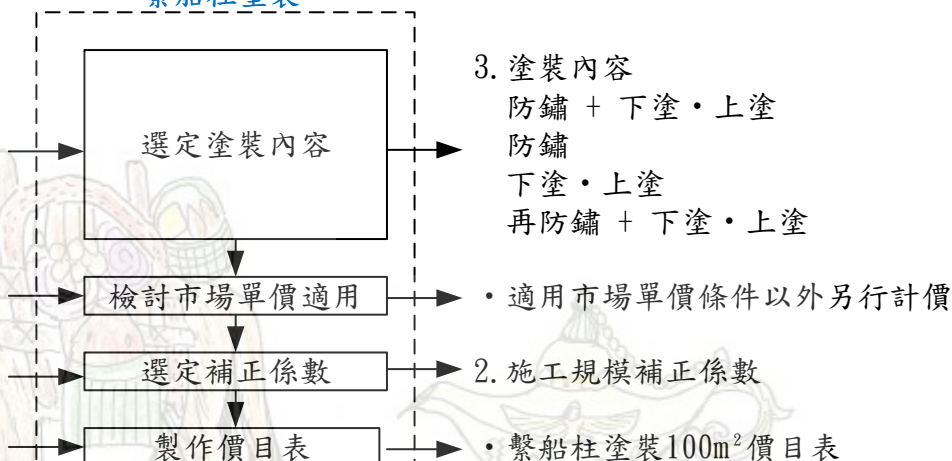 繫船柱塗裝
選定塗裝內容
3.塗裝內容
防鏽 + 下塗・上塗
防鏽
下塗・上塗
再防鏽 + 下塗・上塗
檢討市場單價適用
・適用市場單價條件以外另行計價
選定補正係數
2.施工規模補正係數
製作價目表
・繫船柱塗裝100m²價目表